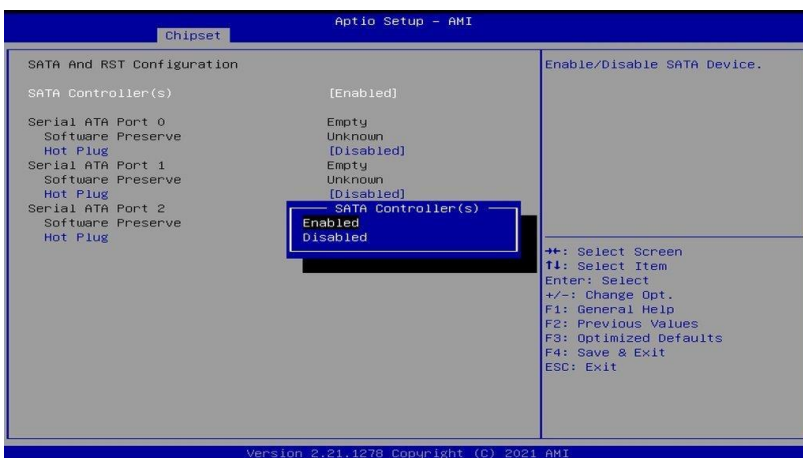 Aptio Setup – AMI
Chipset
SATA And RST Configuration
SATA Controller(s) [Enabled]
Serial ATA Port 0 Empty
Software Preserve Unknown
Hot Plug [Disabled]
Serial ATA Port 1 Empty
Software Preserve Unknown
Hot Plug [Disabled]
Serial ATA Port 2
Software Preserve
Hot Plug
SATA Controller(s)
Enabled
Disabled
Enable/Disable SATA Device.
→←: Select Screen
↑↓: Select Item
Enter: Select
+/-: Change Opt.
F1: General Help
F2: Previous Values
F3: Optimized Defaults
F4: Save & Exit
ESC: Exit
Version 2.21.1278 Copyright (C) 2021 AMI